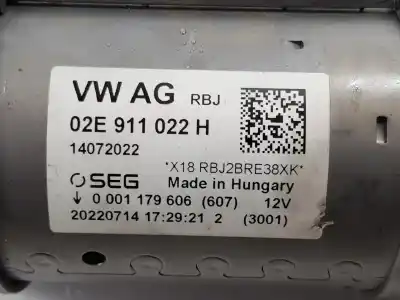 VW AG RBJ
02E 911 022 H
14072022
*X18 RBJ2BRE38XK*
SEG Made in Hungary
0 001 179 606 (607) 12V
20220714 17:29:21 2 (3001)